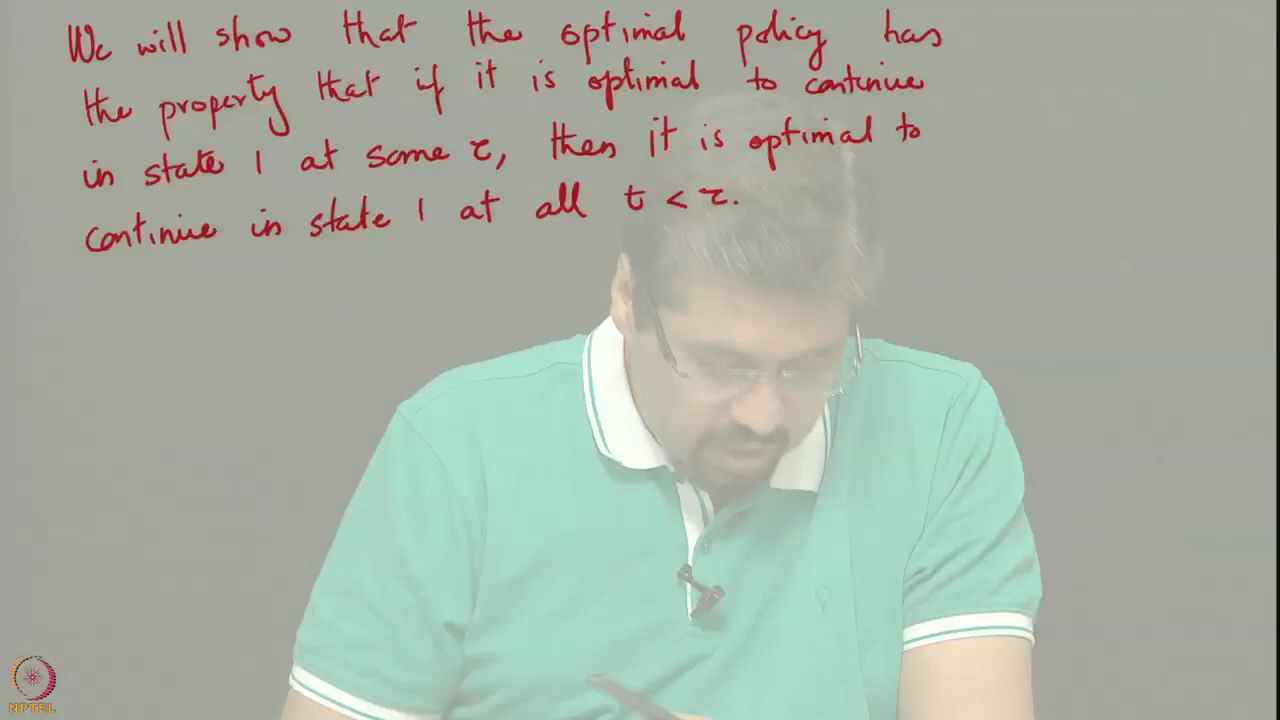 We will show that the optimal policy has
the property that if it is optimal to continue
in state 1 at some τ, then it is optimal to
continue in state 1 at all t < τ.
NPTEL